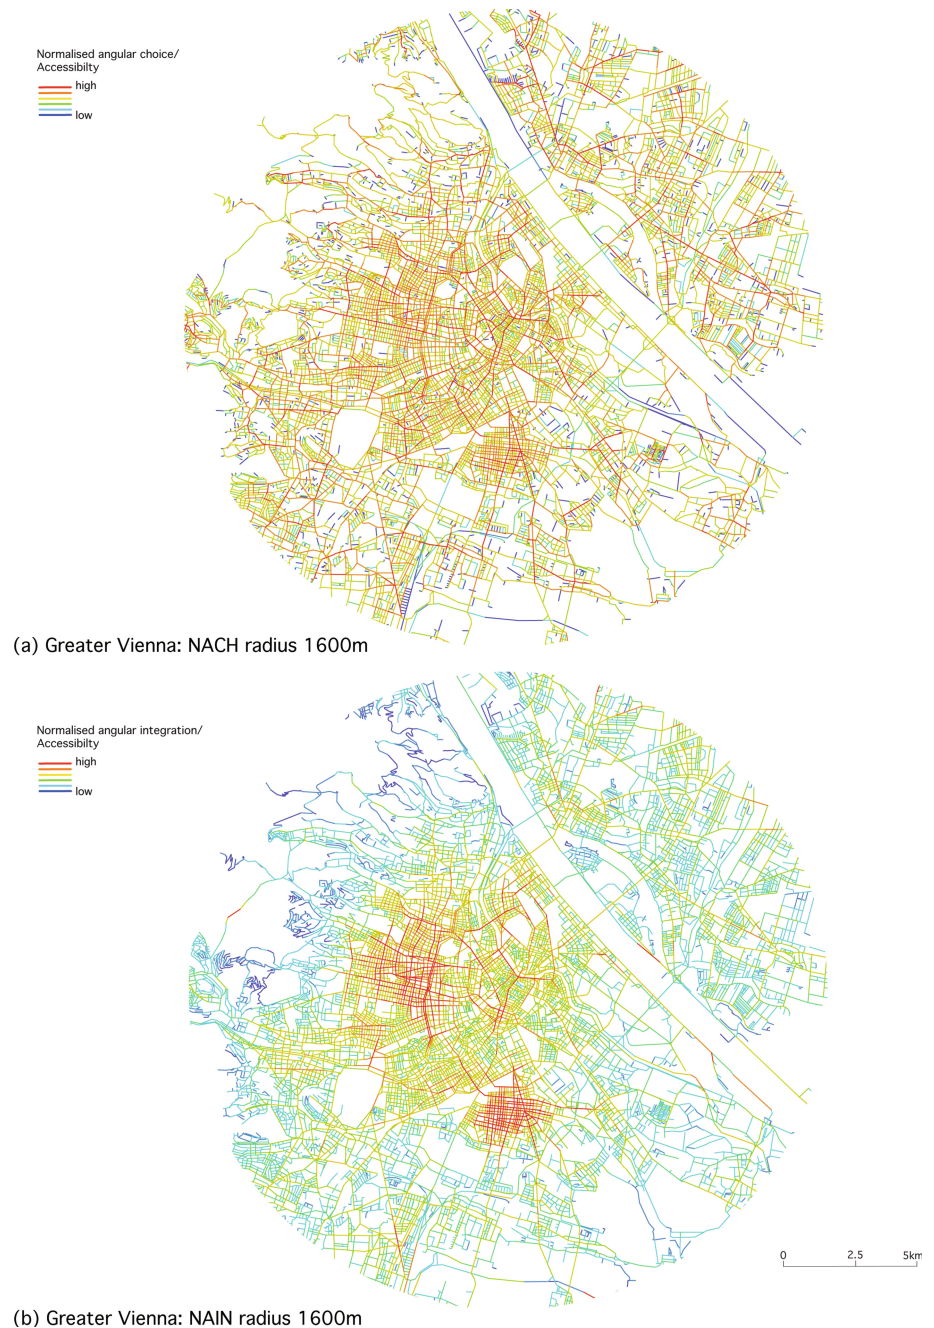 Normalised angular choice/
Accessibilty
high
low
(a) Greater Vienna: NACH radius 1600m
Normalised angular integration/
Accessibilty
high
low
0 2.5 5km
(b) Greater Vienna: NAIN radius 1600m